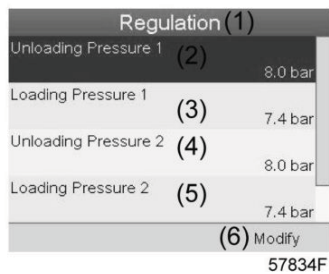 Regulation (1)
Unloading Pressure 1 (2)
8.0 bar
Loading Pressure 1
(3)
7.4 bar
Unloading Pressure 2 (4)
8.0 bar
Loading Pressure 2
(5)
7.4 bar
(6) Modify
57834F